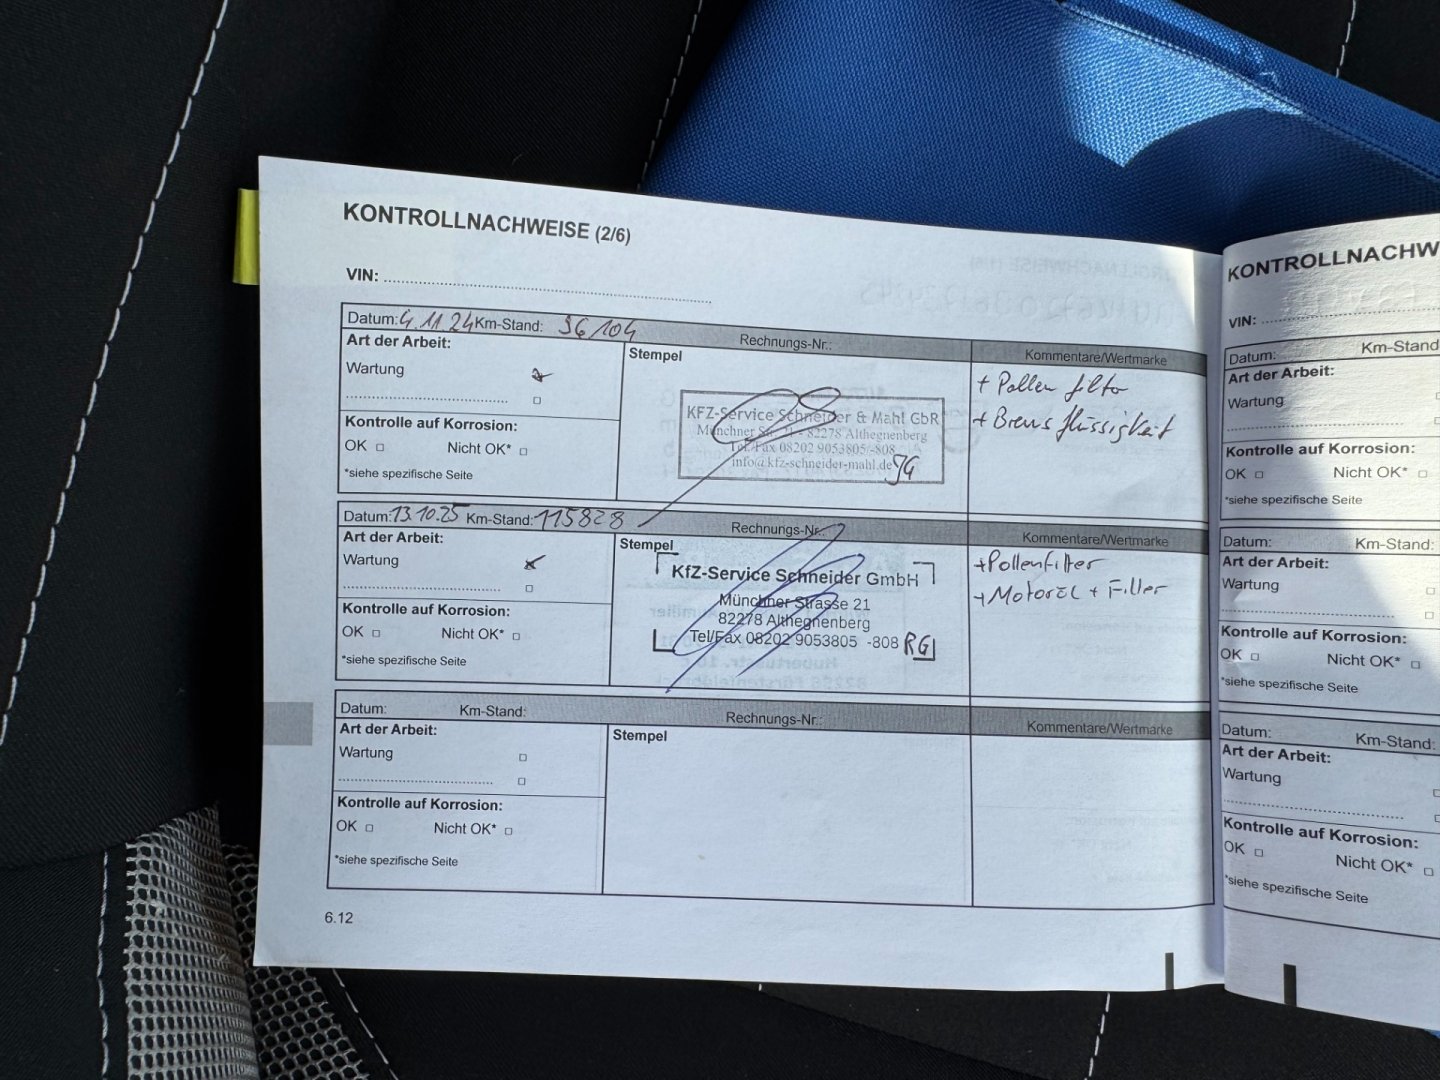 KONTROLLNACHWEISE (2/6)
VIN:
Datum: 4.11.24 Km-Stand: 96104 Rechnungs-Nr.: Kommentare/Wertmarke
Art der Arbeit:
Wartung
Kontrolle auf Korrosion:
OK Nicht OK*
*siehe spezifische Seite
Stempel
KFZ-Service Schneider & Mahl GbR
Münchner Str. 21 - 82278 Althegnenberg
Tel./Fax 08202 9053805/-808
info@kfz-schneider-mahl.de
+ Pollen filter
+ Bremsflüssigkeit
Datum: 13.10.25 Km-Stand: 115828 Rechnungs-Nr.: Kommentare/Wertmarke
Art der Arbeit:
Wartung
Kontrolle auf Korrosion:
OK Nicht OK*
*siehe spezifische Seite
Stempel
KfZ-Service Schneider GmbH
Münchner Strasse 21
82278 Althegnenberg
Tel/Fax 08202 9053805 -808 RG
+ Pollenfilter
+ Motoröl + Filter
Datum: Km-Stand: Rechnungs-Nr.: Kommentare/Wertmarke
Art der Arbeit:
Wartung
Kontrolle auf Korrosion:
OK Nicht OK*
*siehe spezifische Seite
Stempel
6.12
KONTROLLNACHW
VIN:
Datum: Km-Stand
Art der Arbeit:
Wartung
Kontrolle auf Korrosion:
OK Nicht OK*
*siehe spezifische Seite
Datum: Km-Stand:
Art der Arbeit:
Wartung
Kontrolle auf Korrosion:
OK Nicht OK*
*siehe spezifische Seite
Datum: Km-Stand:
Art der Arbeit:
Wartung
Kontrolle auf Korrosion:
OK Nicht OK*
*siehe spezifische Seite